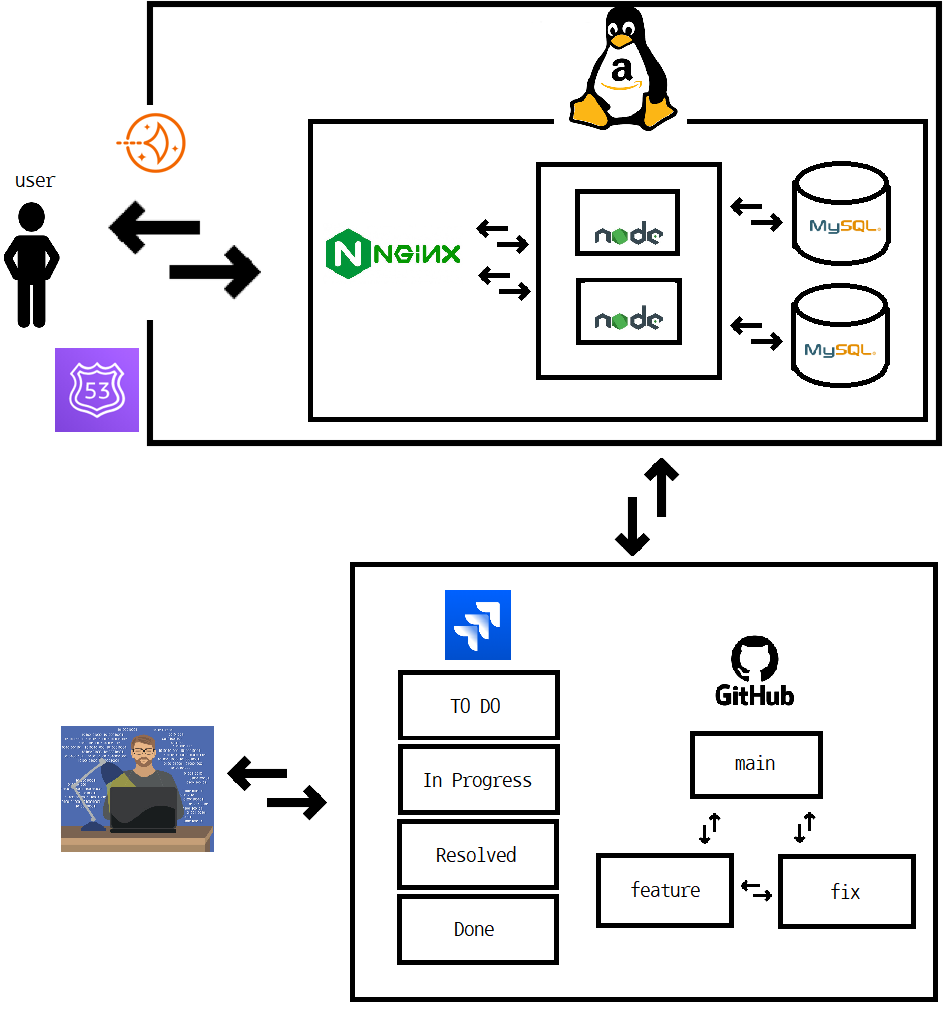 a
user
NGINX
node
MySQL®
node
MySQL®
53
GitHub
TO DO
main
In Progress
Resolved
feature
fix
Done